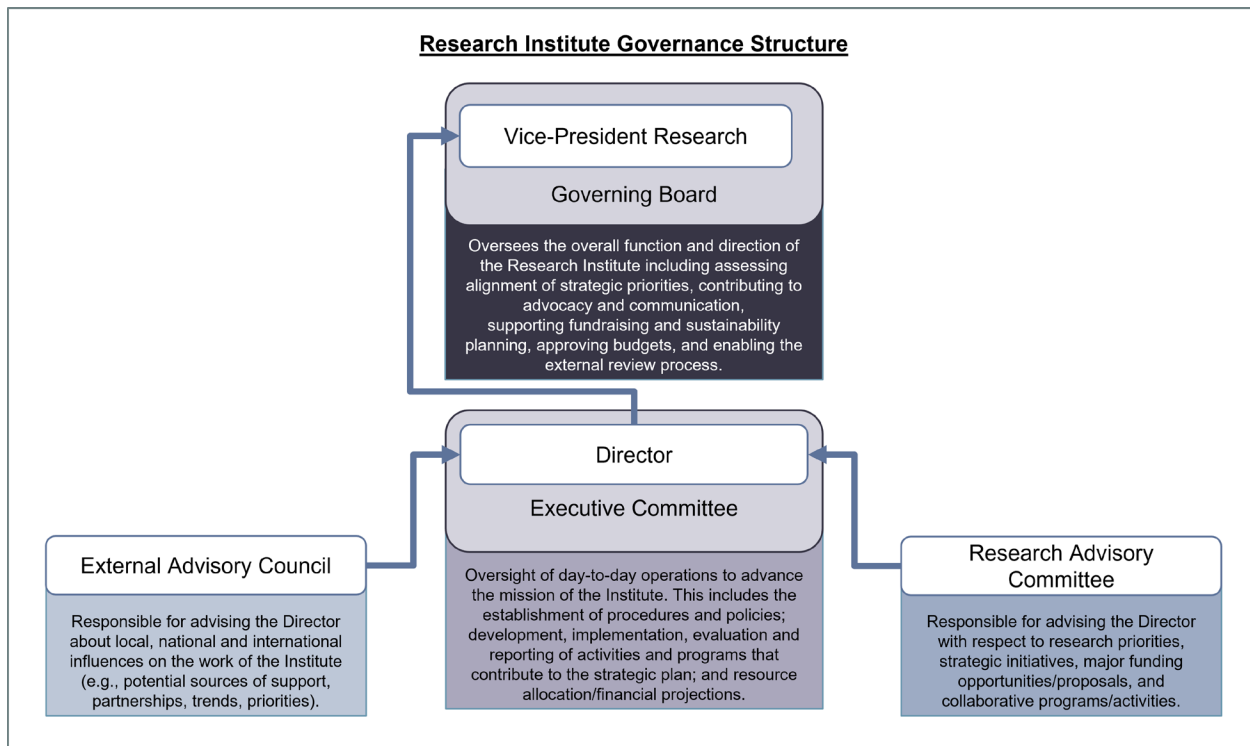 Research Institute Governance Structure
Vice-President Research
Governing Board
Oversees the overall function and direction of
the Research Institute including assessing
alignment of strategic priorities, contributing to
advocacy and communication,
supporting fundraising and sustainability
planning, approving budgets, and enabling the
external review process.
Director
Executive Committee
Oversight of day-to-day operations to advance
the mission of the Institute. This includes the
establishment of procedures and policies;
development, implementation, evaluation and
reporting of activities and programs that
contribute to the strategic plan; and resource
allocation/financial projections.
External Advisory Council
Responsible for advising the Director
about local, national and international
influences on the work of the Institute
(e.g., potential sources of support,
partnerships, trends, priorities).
Research Advisory
Committee
Responsible for advising the Director
with respect to research priorities,
strategic initiatives, major funding
opportunities/proposals, and
collaborative programs/activities.